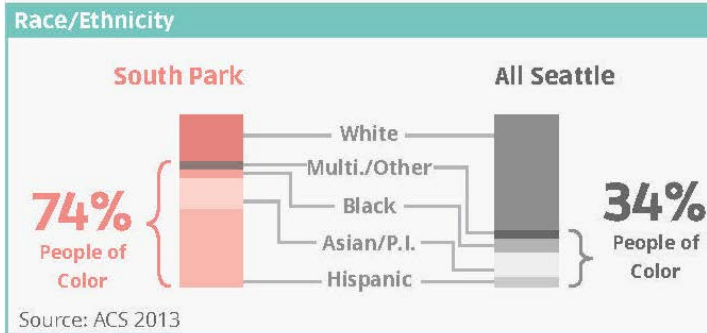 Race/Ethnicity
South Park
All Seattle
White
Multi./Other
Black
Asian/P.I.
Hispanic
74%
People of
Color
34%
People of
Color
Source: ACS 2013